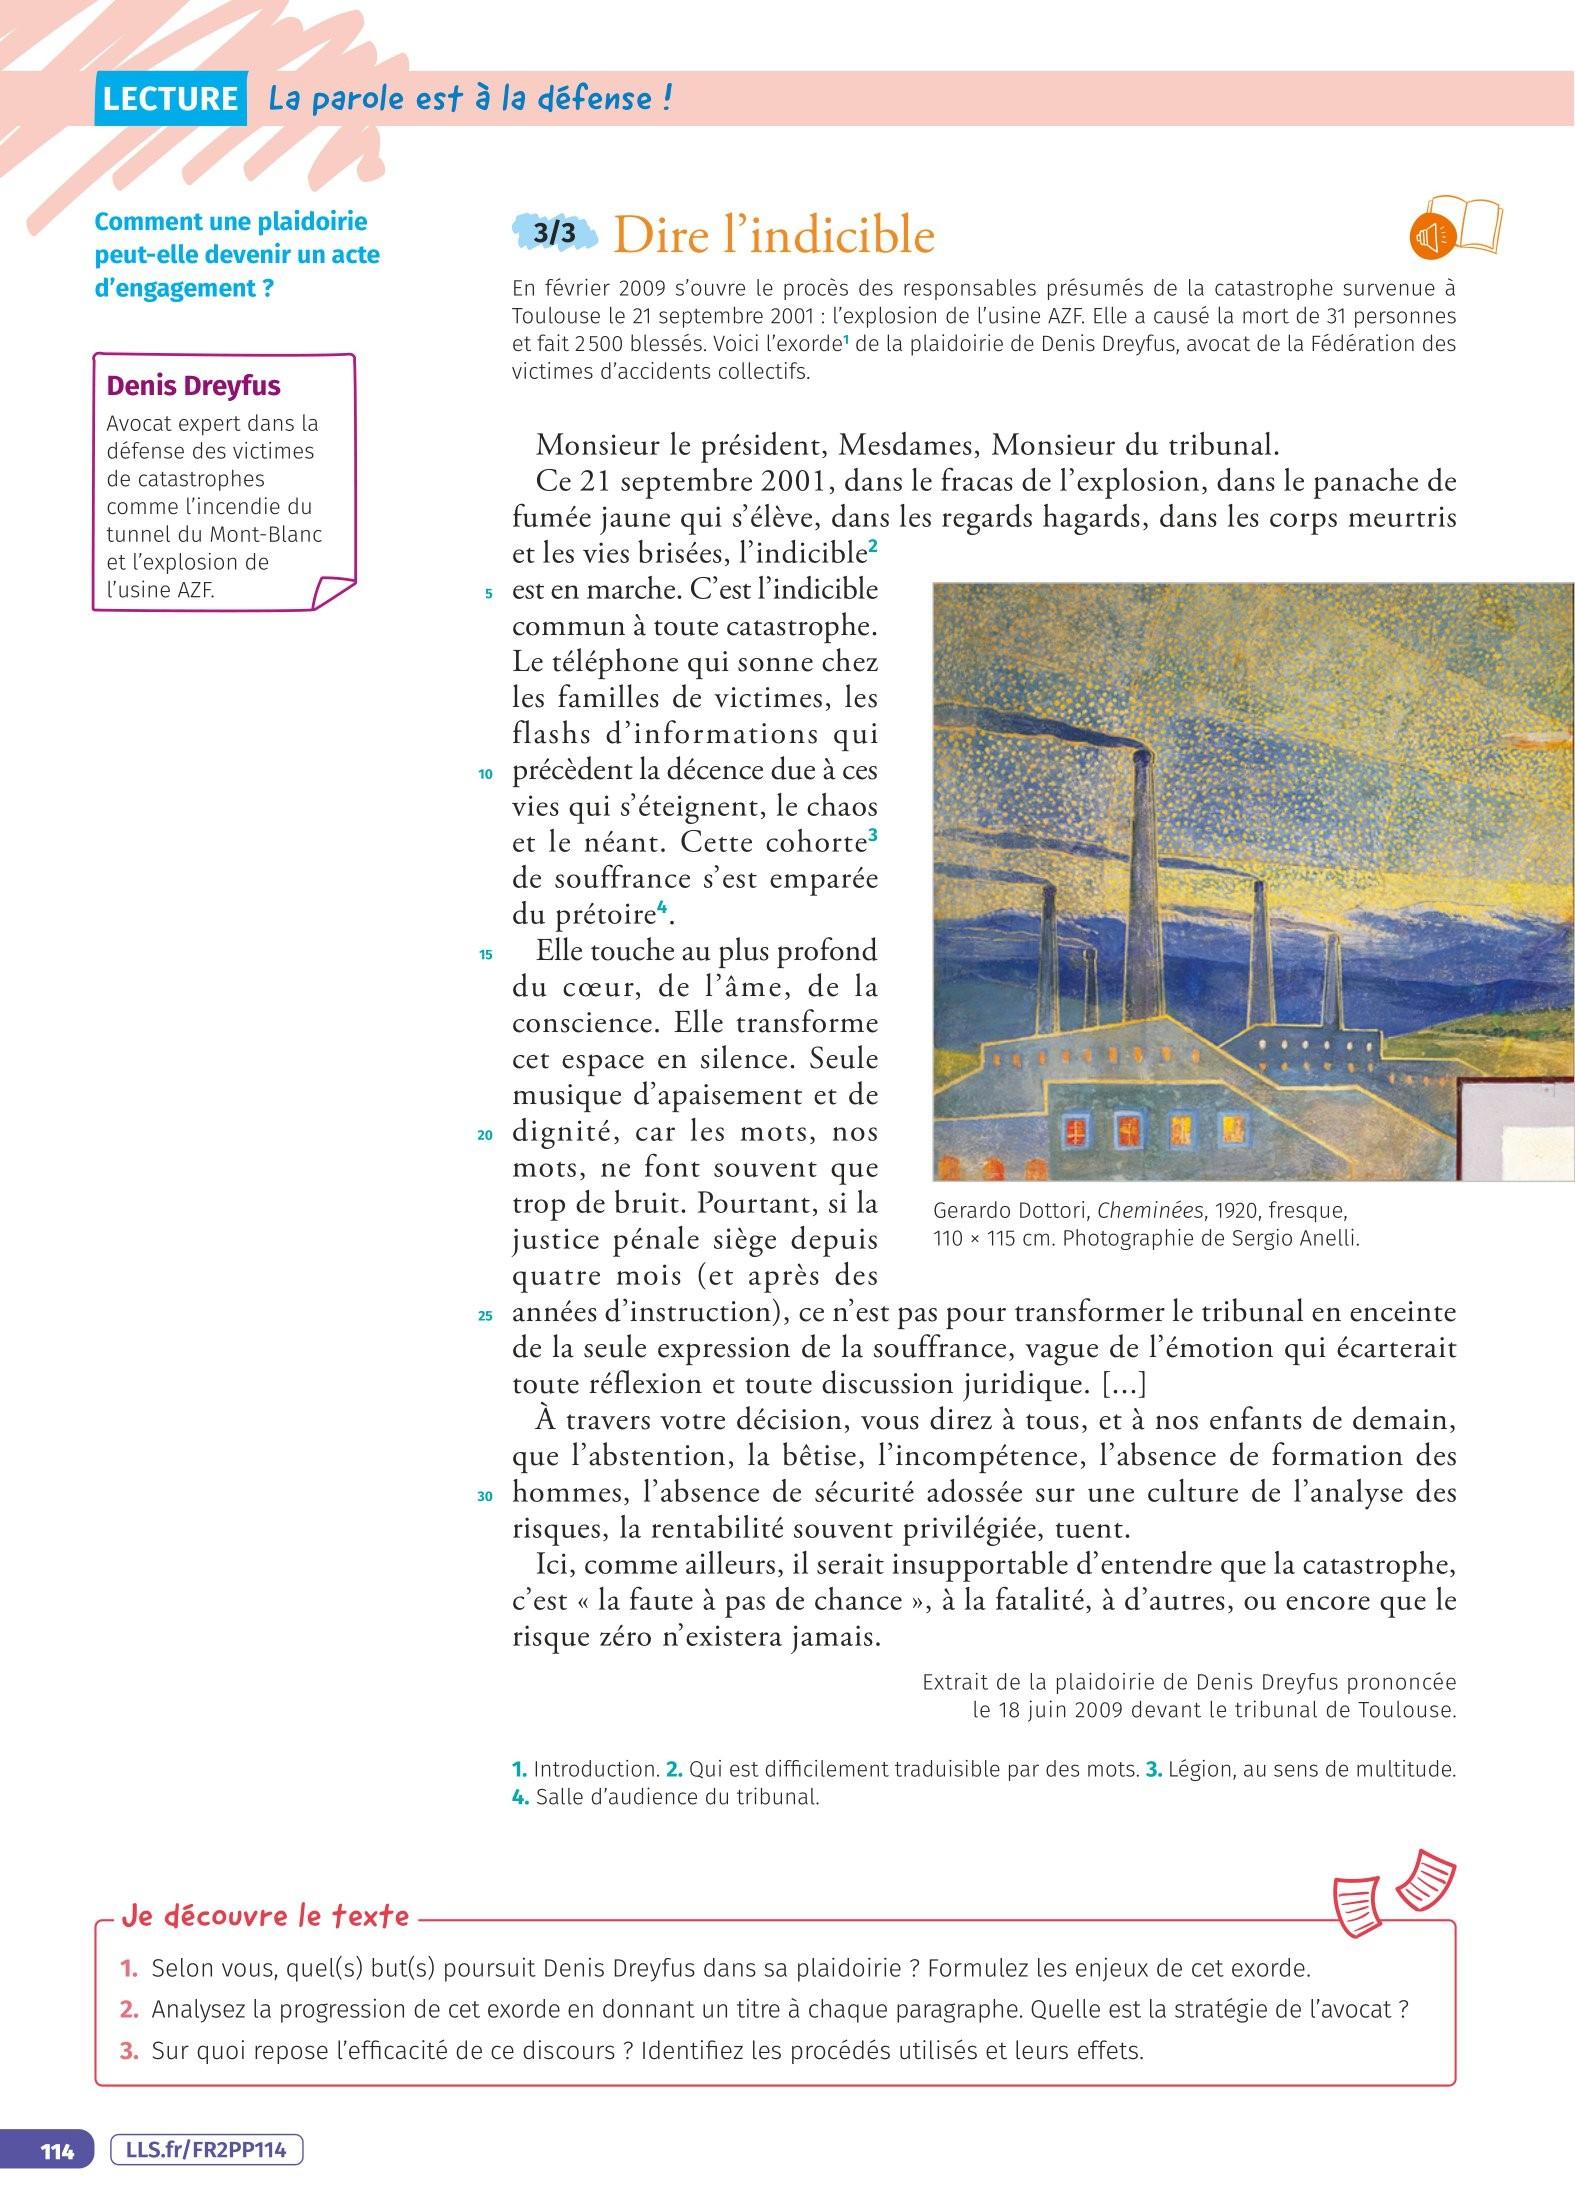 LECTURE La parole est à la défense !
Comment une plaidoirie
peut-elle devenir un acte
d'engagement ?
Denis Dreyfus
Avocat expert dans la
défense des victimes
de catastrophes
comme l'incendie du
tunnel du Mont-Blanc
et l'explosion de
l'usine AZF.
3/3 Dire l'indicible
En février 2009 s'ouvre le procès des responsables présumés de la catastrophe survenue à
Toulouse le 21 septembre 2001 : l'explosion de l'usine AZF. Elle a causé la mort de 31 personnes
et fait 2500 blessés. Voici l'exorde¹ de la plaidoirie de Denis Dreyfus, avocat de la Fédération des
victimes d'accidents collectifs.
Monsieur le président, Mesdames, Monsieur du tribunal.
Ce 21 septembre 2001, dans le fracas de l'explosion, dans le panache de
fumée jaune qui s'élève, dans les regards hagards, dans les corps meurtris
et les vies brisées, l'indicible²
5 est en marche. C'est l'indicible
commun à toute catastrophe.
Le téléphone qui sonne chez
les familles de victimes, les
flashs d'informations qui
10 précèdent la décence due à ces
vies qui s'éteignent, le chaos
et le néant. Cette cohorte³
de souffrance s'est emparée
du prétoire⁴.
15 Elle touche au plus profond
du cœur, de l'âme, de la
conscience. Elle transforme
cet espace en silence. Seule
musique d'apaisement et de
20 dignité, car les mots, nos
mots, ne font souvent que
trop de bruit. Pourtant, si la
justice pénale siège depuis
quatre mois (et après des
25 années d'instruction), ce n'est pas pour transformer le tribunal en enceinte
de la seule expression de la souffrance, vague de l'émotion qui écarterait
toute réflexion et toute discussion juridique. [...]
À travers votre décision, vous direz à tous, et à nos enfants de demain,
que l'abstention, la bêtise, l'incompétence, l'absence de formation des
30 hommes, l'absence de sécurité adossée sur une culture de l'analyse des
risques, la rentabilité souvent privilégiée, tuent.
Ici, comme ailleurs, il serait insupportable d'entendre que la catastrophe,
c'est « la faute à pas de chance », à la fatalité, à d'autres, ou encore que le
risque zéro n'existera jamais.
Extrait de la plaidoirie de Denis Dreyfus prononcée
le 18 juin 2009 devant le tribunal de Toulouse.
Gerardo Dottori, Cheminées, 1920, fresque,
110 × 115 cm. Photographie de Sergio Anelli.
1. Introduction. 2. Qui est difficilement traduisible par des mots. 3. Légion, au sens de multitude.
4. Salle d'audience du tribunal.
Je découvre le texte
1. Selon vous, quel(s) but(s) poursuit Denis Dreyfus dans sa plaidoirie ? Formulez les enjeux de cet exorde.
2. Analysez la progression de cet exorde en donnant un titre à chaque paragraphe. Quelle est la stratégie de l'avocat ?
3. Sur quoi repose l'efficacité de ce discours ? Identifiez les procédés utilisés et leurs effets.
114 LLS.fr/FR2PP114